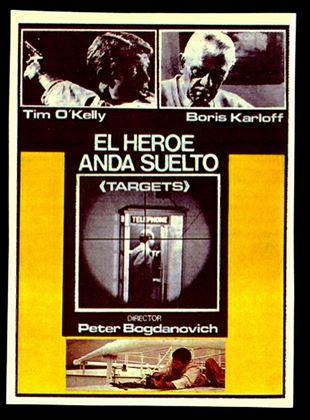 Tim O'Kelly
Boris Karloff
EL HEROE
ANDA SUELTO
(TARGETS)
TELEPHONE
DIRECTOR
Peter Bogdanovich